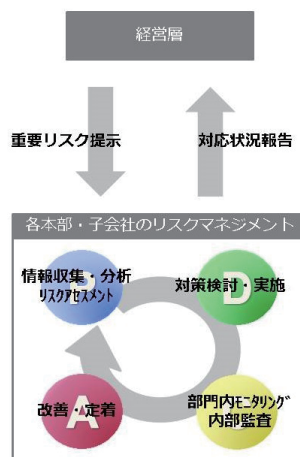 経営層
重要リスク提示
対応状況報告
各本部・子会社のリスクマネジメント
P
情報収集・分析
ﾘｽｸｱｾｽﾒﾝﾄ
D
対策検討・実施
A
改善・定着
C
部門内ﾓﾆﾀﾘﾝｸﾞ
内部監査